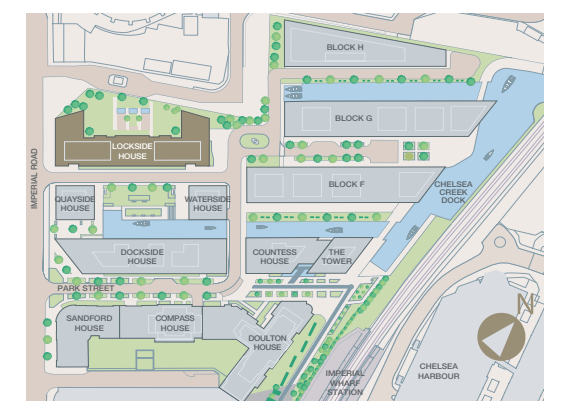 BLOCK H
BLOCK G
LOCKSIDE
HOUSE
IMPERIAL ROAD
BLOCK F
CHELSEA
CREEK
DOCK
QUAYSIDE
HOUSE
WATERSIDE
HOUSE
DOCKSIDE
HOUSE
COUNTESS
HOUSE
THE
TOWER
PARK STREET
SANDFORD
HOUSE
COMPASS
HOUSE
DOULTON
HOUSE
N
IMPERIAL
WHARF
STATION
CHELSEA
HARBOUR